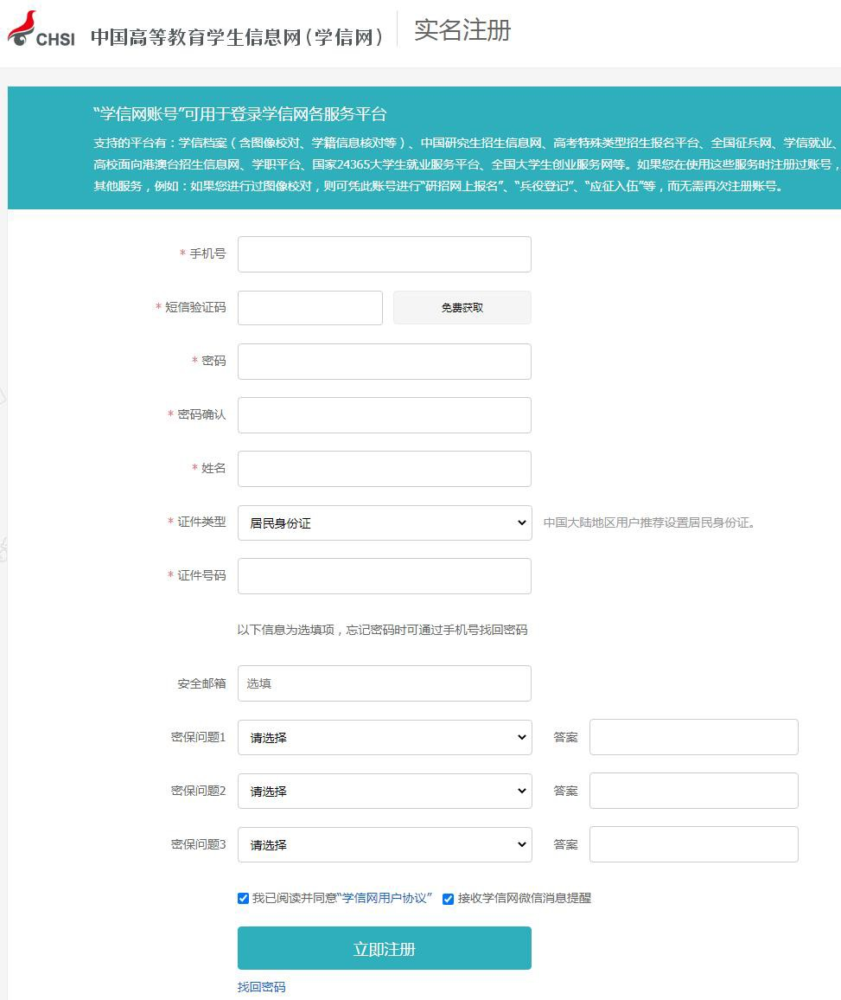 CHSI 中国高等教育学生信息网(学信网) 实名注册
“学信网账号”可用于登录学信网各服务平台
支持的平台有：学信档案（含图像校对、学籍信息核对等）、中国研究生招生信息网、高考特殊类型招生报名平台、全国征兵网、学信就业、
高校面向港澳台招生信息网、学职平台、国家24365大学生就业服务平台、全国大学生创业服务网等。如果您在使用这些服务时注册过账号，
其他服务，例如：如果您进行过图像校对，则可凭此账号进行“研招网上报名”、“兵役登记”、“应征入伍”等，而无需再次注册账号。
* 手机号
* 短信验证码 免费获取
* 密码
* 密码确认
* 姓名
* 证件类型 居民身份证 中国大陆地区用户推荐设置居民身份证。
* 证件号码
以下信息为选填项，忘记密码时可通过手机号找回密码
安全邮箱 选填
密保问题1 请选择 答案
密保问题2 请选择 答案
密保问题3 请选择 答案
我已阅读并同意“学信网用户协议” 接收学信网微信消息提醒
立即注册
找回密码